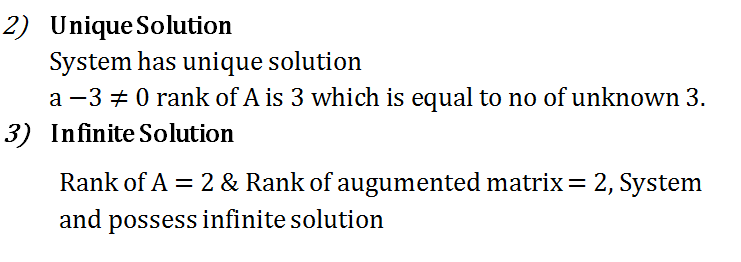 2) Unique Solution
System has unique solution
a −3 ≠ 0 rank of A is 3 which is equal to no of unknown 3.
3) Infinite Solution
Rank of A = 2 & Rank of augumented matrix = 2, System
and possess infinite solution